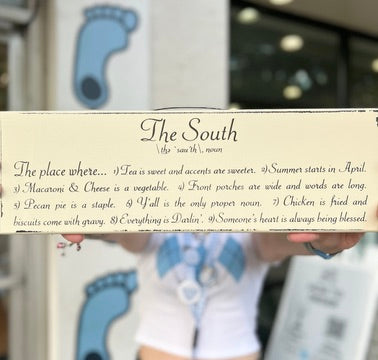 The South
\ thə ˈsau̇th \, noun
The place where... 1) Tea is sweet and accents are sweeter. 2) Summer starts in April.
3) Macaroni & Cheese is a vegetable. 4) Front porches are wide and words are long.
5) Pecan pie is a staple. 6) Y'all is the only proper noun. 7) Chicken is fried and
biscuits come with gravy. 8) Everything is Darlin'. 9) Someone's heart is always being blessed.